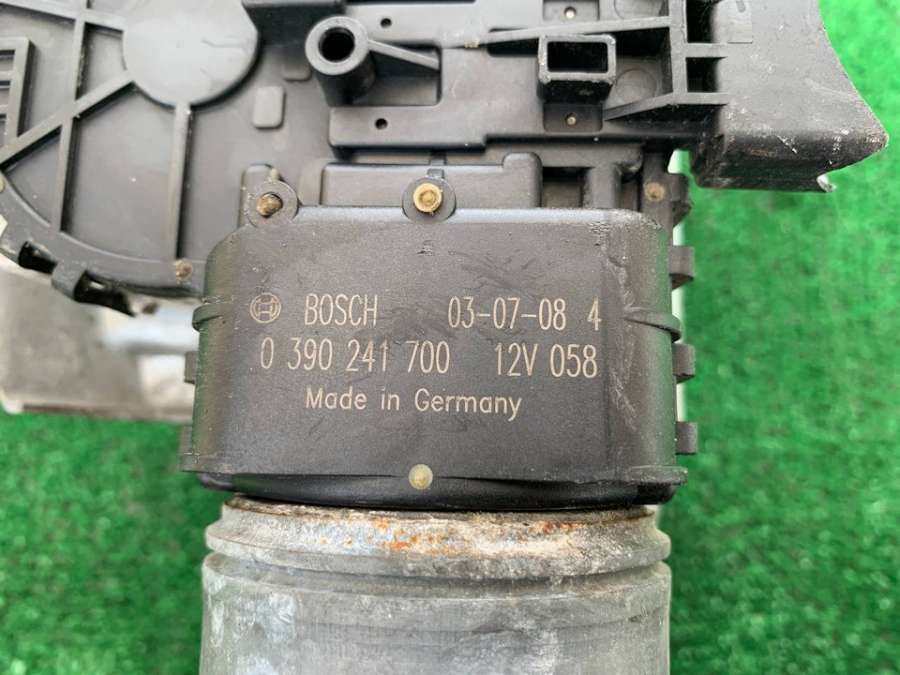 BOSCH 03-07-08 4
0 390 241 700 12V 058
Made in Germany